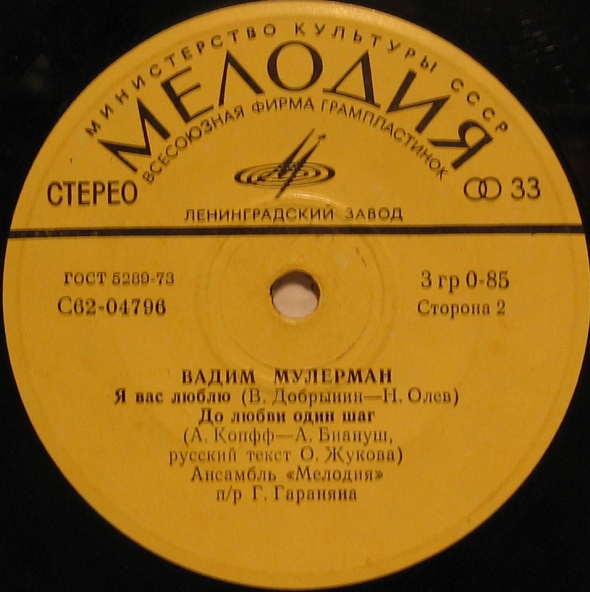 МИНИСТЕРСТВО КУЛЬТУРЫ СССР
МЕЛОДИЯ
ВСЕСОЮЗНАЯ ФИРМА ГРАМПЛАСТИНОК
СТЕРЕО
33
ЛЕНИНГРАДСКИЙ ЗАВОД
ГОСТ 5289-73
С62-04796
3 гр 0-85
Сторона 2
ВАДИМ МУЛЕРМАН
Я вас люблю (В. Добрынин—Н. Олев)
До любви один шаг
(А. Копфф—А. Биануш,
русский текст О. Жукова)
Ансамбль «Мелодия»
п/р Г. Гараняна